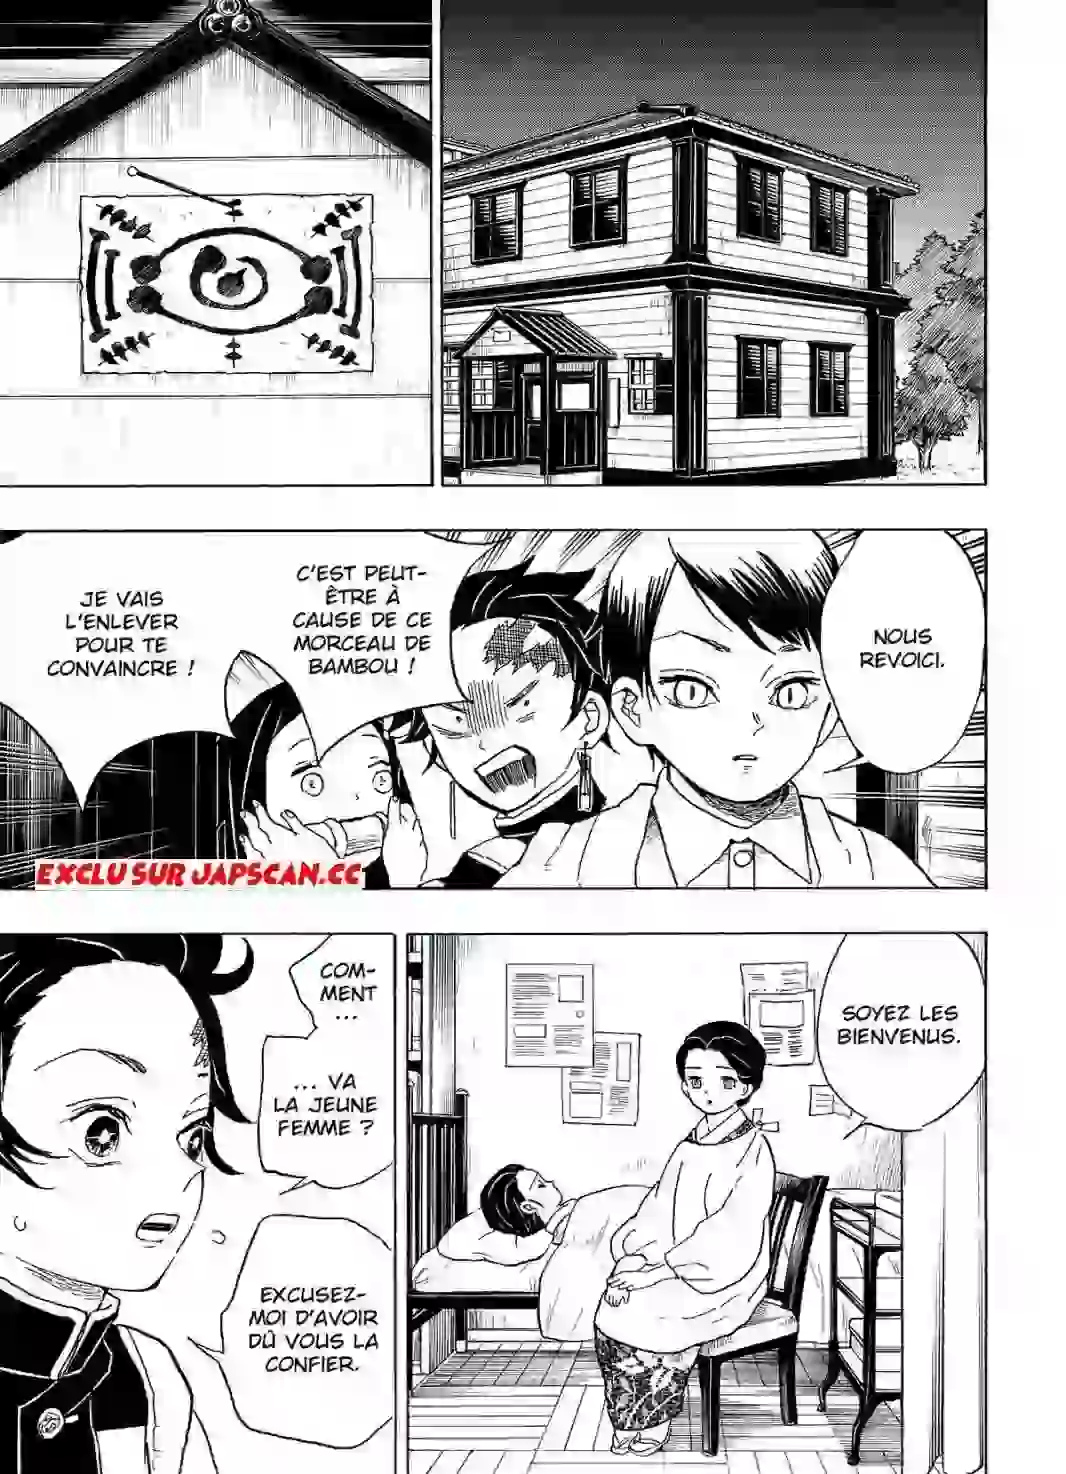 NOUS
REVOICI.
C'EST PEUT-
ÊTRE À
CAUSE DE CE
MORCEAU DE
BAMBOU !
JE VAIS
L'ENLEVER
POUR TE
CONVAINCRE !
EXCLU SUR JAPSCAN.CC
SOYEZ LES
BIENVENUS.
COM-
MENT
...
... VA
LA JEUNE
FEMME ?
EXCUSEZ-
MOI D'AVOIR
DÛ VOUS LA
CONFIER.